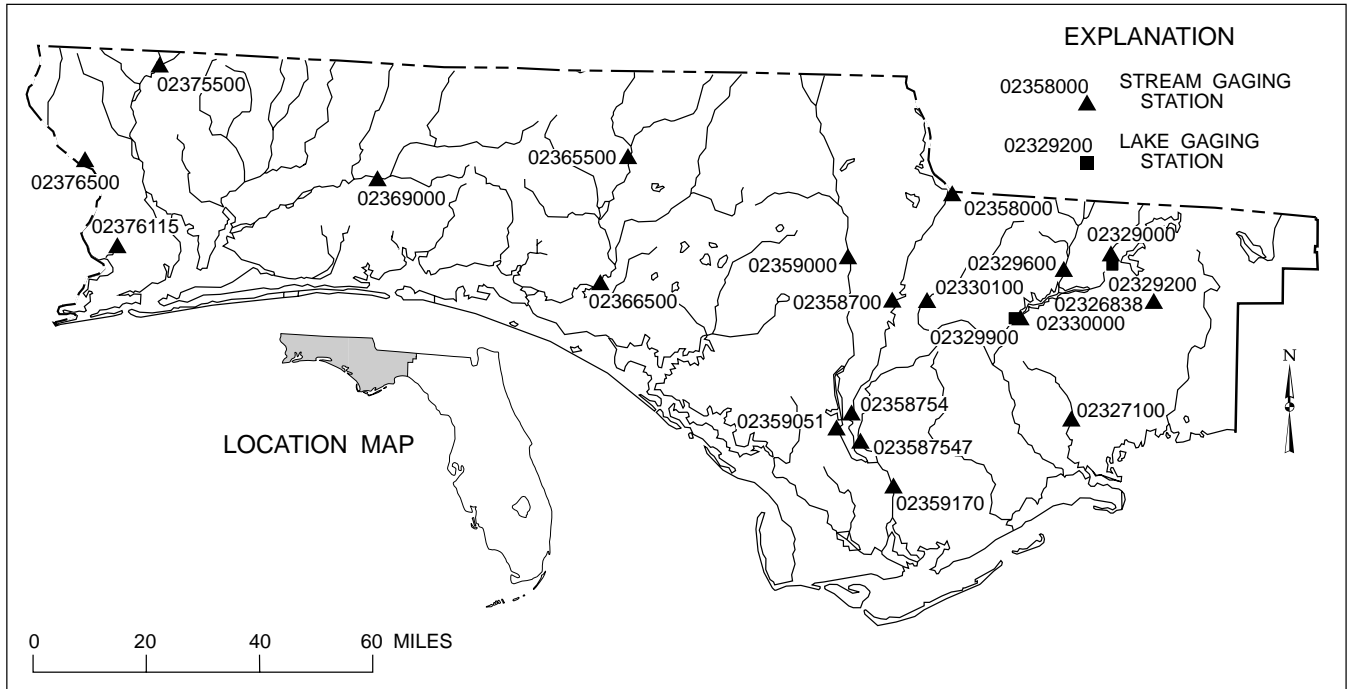 EXPLANATION
02358000
STREAM GAGING
STATION
02329200
LAKE GAGING
STATION
02375500
02376500
02376115
02369000
02365500
02366500
02359000
02358700
02358000
02329000
02329600
02329200
02330100
02326838
02330000
02329900
02327100
02359051
02358754
023587547
02359170
N
LOCATION MAP
0 20 40 60 MILES